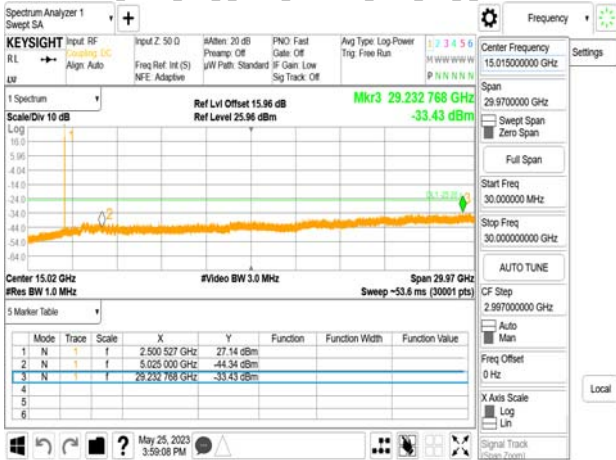 Spectrum Analyzer 1
Swept SA
Frequency
KEYSIGHT
Input: RF
Coupling: DC
Align: Auto
Input Z: 50 Ω
Freq Ref: Int (S)
NFE: Adaptive
#Atten: 20 dB
Preamp: Off
µW Path: Standard
PNO: Fast
Gate: Off
IF Gain: Low
Sig Track: Off
Avg Type: Log-Power
Trig: Free Run
1 2 3 4 5 6
M W W W W W
P N N N N N
RL
Center Frequency
15.015000000 GHz
Settings
Span
29.9700000 GHz
Swept Span
Zero Span
Full Span
Start Freq
30.000000 MHz
Stop Freq
30.000000000 GHz
AUTO TUNE
CF Step
2.997000000 GHz
Auto
Man
Freq Offset
0 Hz
X Axis Scale
Log
Lin
Signal Track
(Span Zoom)
Local
1 Spectrum
Scale/Div 10 dB
Ref Lvl Offset 15.96 dB
Ref Level 25.96 dBm
Mkr3 29.232 768 GHz
-33.43 dBm
Log
16.0
5.96
-4.04
-14.0
-24.0
-34.0
-44.0
-54.0
-64.0
1
2
3
Center 15.02 GHz
#Video BW 3.0 MHz
Span 29.97 GHz
#Res BW 1.0 MHz
Sweep ~53.6 ms (30001 pts)
5 Marker Table
Mode Trace Scale X Y Function Function Width Function Value
1 N 1 f 2.500 527 GHz 27.14 dBm
2 N 1 f 5.025 000 GHz -44.34 dBm
3 N 1 f 29.232 768 GHz -33.43 dBm
4
5
6
May 25, 2023
3:59:08 PM